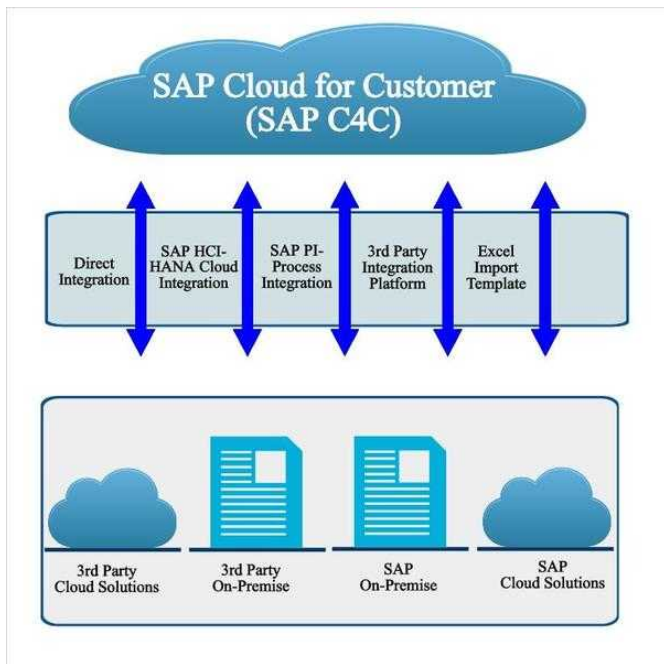 SAP Cloud for Customer
(SAP C4C)
Direct
Integration
SAP HCI-
HANA Cloud
Integration
SAP PI-
Process
Integration
3rd Party
Integration
Platform
Excel
Import
Template
3rd Party
Cloud Solutions
3rd Party
On-Premise
SAP
On-Premise
SAP
Cloud Solutions